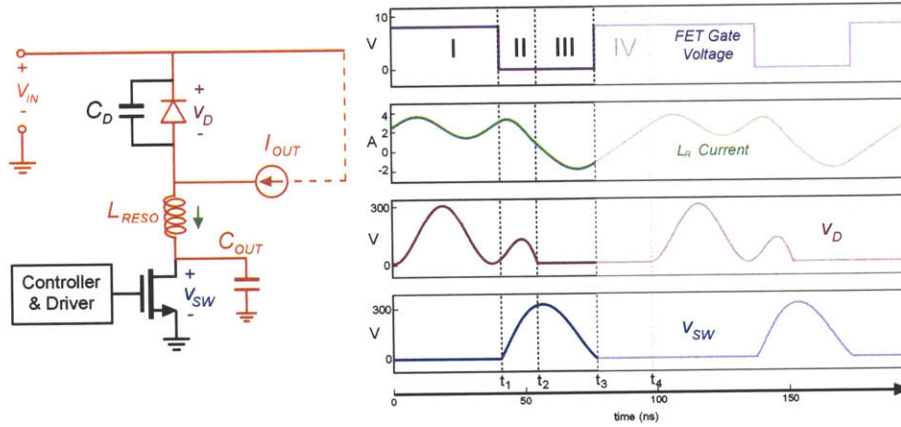 +
V_IN
-
C_D
+
V_D
-
I_OUT
L_RESO
C_OUT
Controller
& Driver
+
V_SW
-
10
V
0
I
II
III
IV
FET Gate
Voltage
4
2
A
0
-2
L_R Current
300
V
0
V_D
300
V
0
V_SW
t_1
t_2
t_3
t_4
0
50
100
150
time (ns)